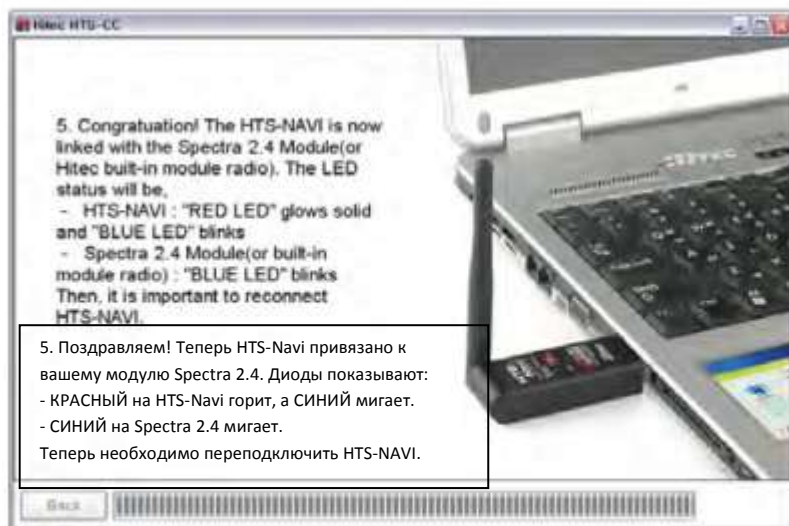 Hitec HTS-CC
5. Congratuation! The HTS-NAVI is now
linked with the Spectra 2.4 Module(or
Hitec built-in module radio). The LED
status will be,
- HTS-NAVI : "RED LED" glows solid
and "BLUE LED" blinks
- Spectra 2.4 Module(or built-in
module radio) : "BLUE LED" blinks
Then, it is important to reconnect
HTS-NAVI.
5. Поздравляем! Теперь HTS-Navi привязано к
вашему модулю Spectra 2.4. Диоды показывают:
- КРАСНЫЙ на HTS-Navi горит, а СИНИЙ мигает.
- СИНИЙ на Spectra 2.4 мигает.
Теперь необходимо переподключить HTS-NAVI.
Back